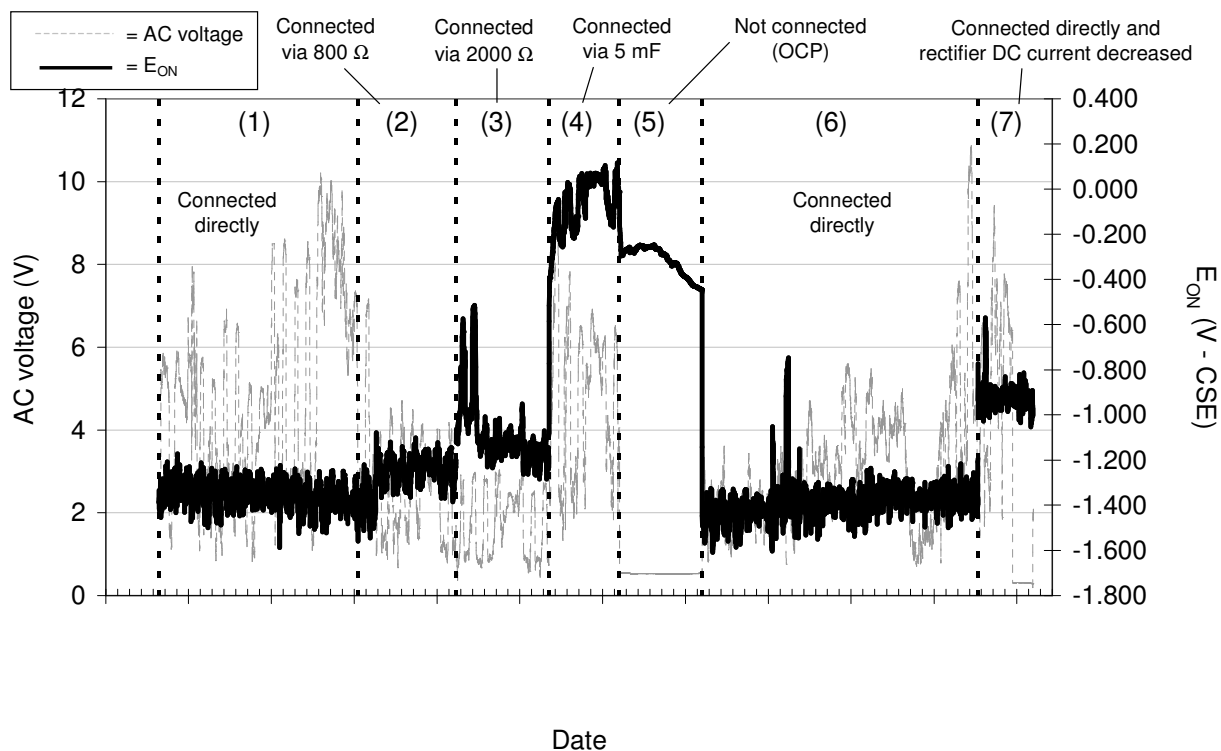 = AC voltage
= E_ON
Connected
via 800 Ω
Connected
via 2000 Ω
Connected
via 5 mF
Not connected
(OCP)
Connected directly and
rectifier DC current decreased
12
10
8
6
4
2
0
AC voltage (V)
(1)
(2)
(3)
(4)
(5)
(6)
(7)
Connected
directly
Connected
directly
0.400
0.200
0.000
-0.200
-0.400
-0.600
-0.800
-1.000
-1.200
-1.400
-1.600
-1.800
E_ON (V - CSE)
Date